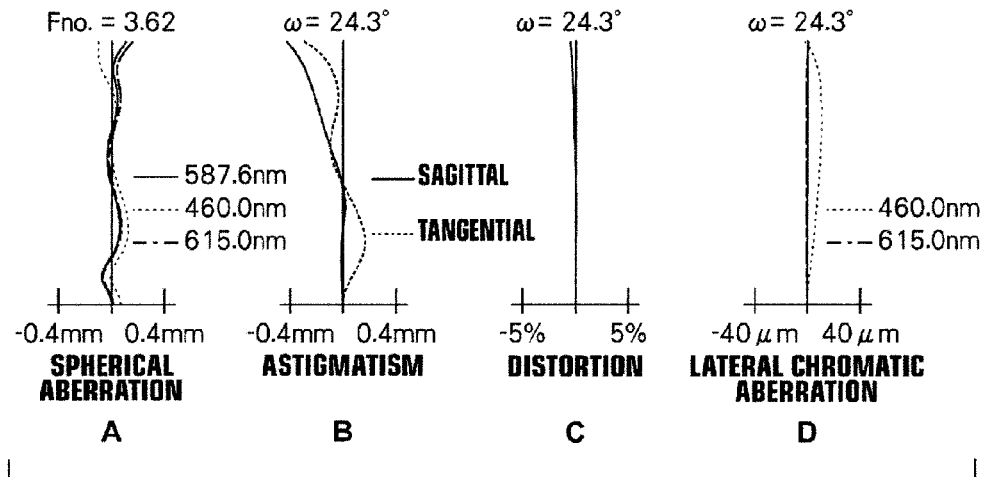 Fno. = 3.62
ω = 24.3°
ω = 24.3°
ω = 24.3°
587.6nm
460.0nm
615.0nm
SAGITTAL
TANGENTIAL
460.0nm
615.0nm
-0.4mm 0.4mm
-0.4mm 0.4mm
-5% 5%
-40 μm 40 μm
SPHERICAL
ABERRATION
ASTIGMATISM
DISTORTION
LATERAL CHROMATIC
ABERRATION
A
B
C
D